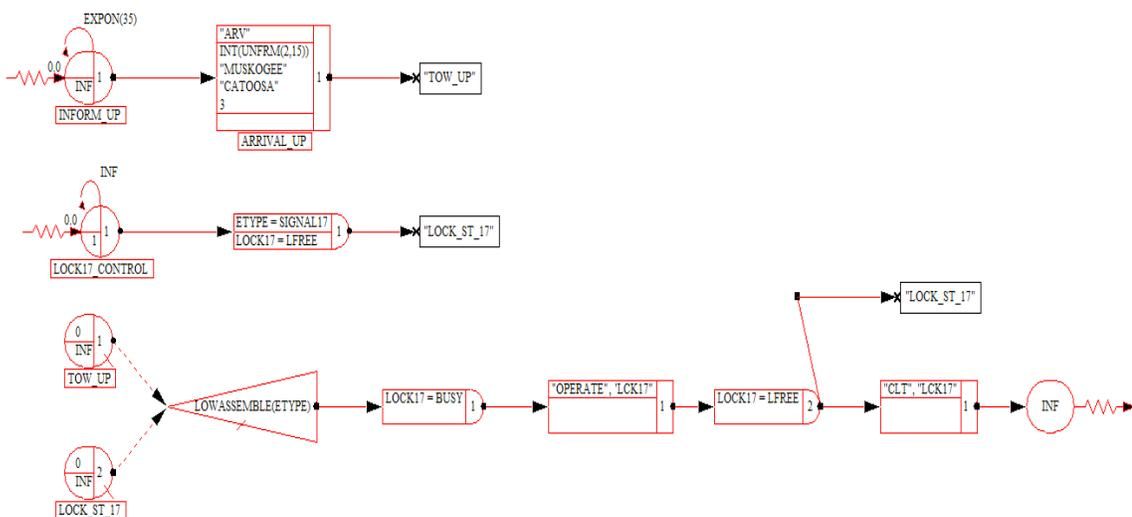 EXPON(35)
0,0
1
INF
INFORM_UP
"ARV"
INT(UNFRM(2,15))
"MUSKOGEE"
"CATOOSA"
3
1
ARRIVAL_UP
"TOW_UP"
INF
0,0
1
1
LOCK17_CONTROL
ETYPE = SIGNAL17
LOCK17 = LFREE
1
"LOCK_ST_17"
"LOCK_ST_17"
0
1
INF
TOW_UP
LOWASSEMBLE(ETYPE)
LOCK17 = BUSY
1
"OPERATE", "LCK17"
1
LOCK17 = LFREE
2
"CLT", "LCK17"
1
INF
0
2
INF
LOCK_ST_17